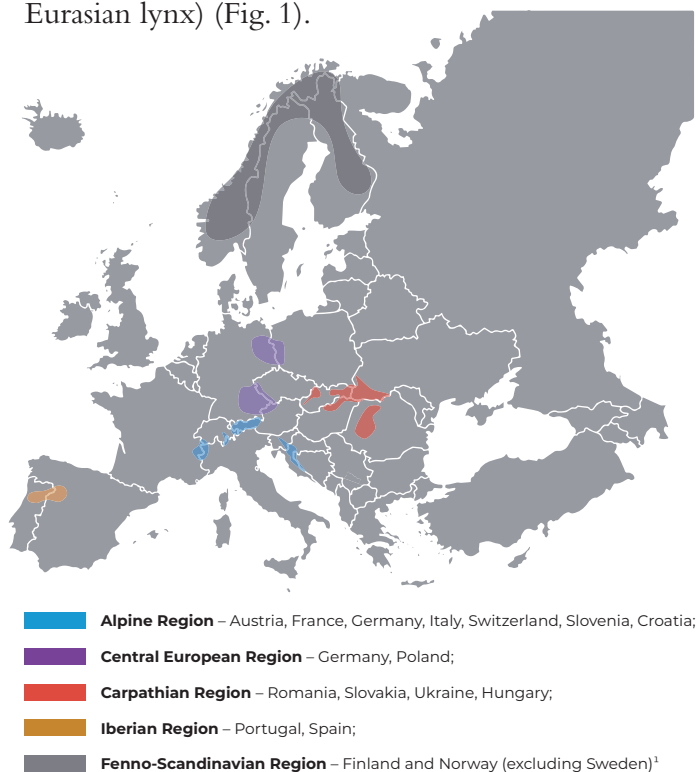 Eurasian lynx) (Fig. 1).
Alpine Region – Austria, France, Germany, Italy, Switzerland, Slovenia, Croatia;
Central European Region – Germany, Poland;
Carpathian Region – Romania, Slovakia, Ukraine, Hungary;
Iberian Region – Portugal, Spain;
Fenno-Scandinavian Region – Finland and Norway (excluding Sweden)¹